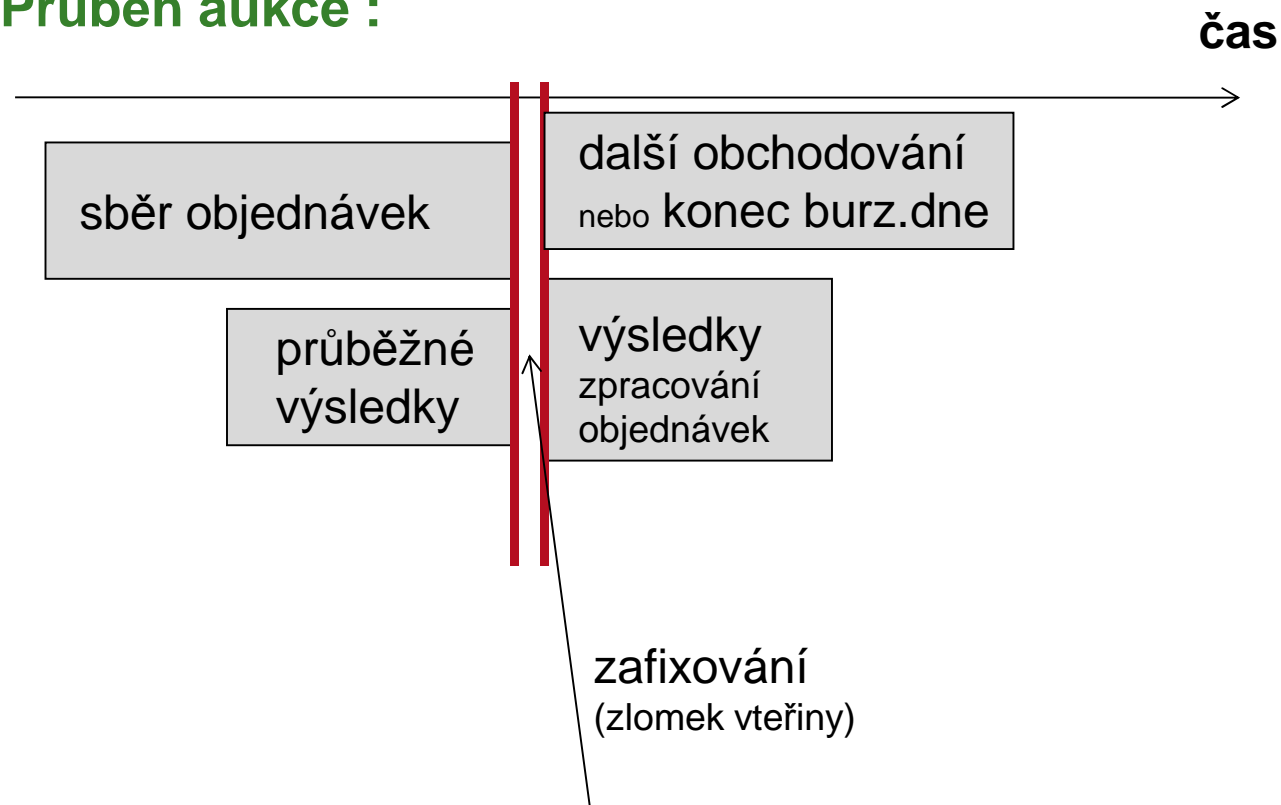 Průběh aukce :
čas
sběr objednávek
další obchodování
nebo konec burz.dne
průběžné
výsledky
výsledky
zpracování
objednávek
zafixování
(zlomek vteřiny)